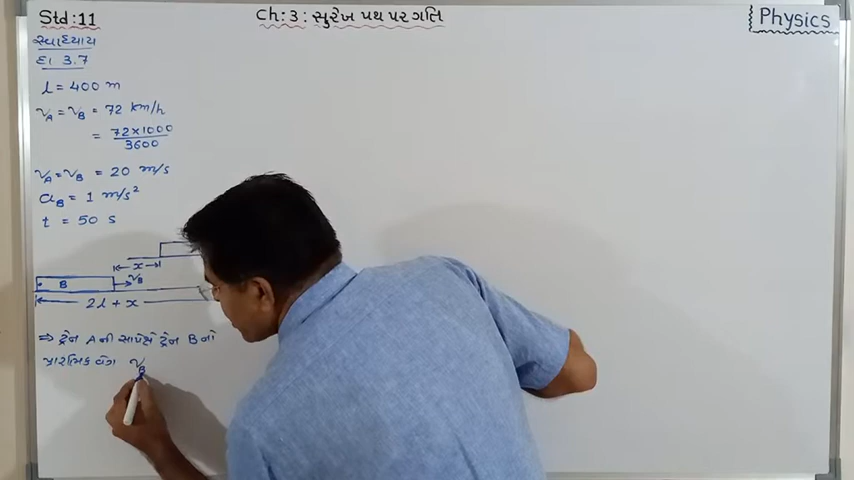 Std:11
Ch:3: સુરેખ પથ પર ગતિ
Physics
સ્વાધ્યાય
દા 3.7
l = 400 m
v_A = v_B = 72 km/h
= 72×1000
3600
v_A = v_B = 20 m/s
a_B = 1 m/s²
t = 50 s
x
B
v_B
2l + x
⇒ ટ્રેન A ની સાપેક્ષે ટ્રેન B નો
પ્રારંભિક વેગ v_B